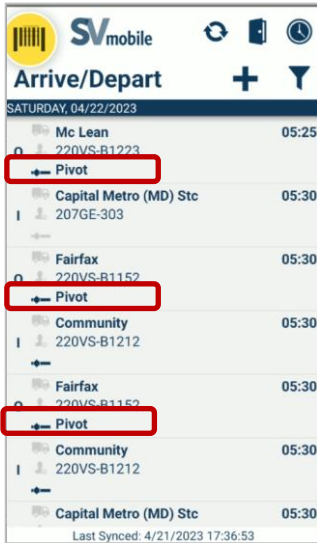 SVmobile
Arrive/Depart
SATURDAY, 04/22/2023
Mc Lean 05:25
O 220VS-B1223
Pivot
Capital Metro (MD) Stc 05:30
I 207GE-303
Fairfax 05:30
O 220VS-B1152
Pivot
Community 05:30
I 220VS-B1212
Fairfax 05:30
O 220VS-B1152
Pivot
Community 05:30
I 220VS-B1212
Capital Metro (MD) Stc 05:30
Last Synced: 4/21/2023 17:36:53